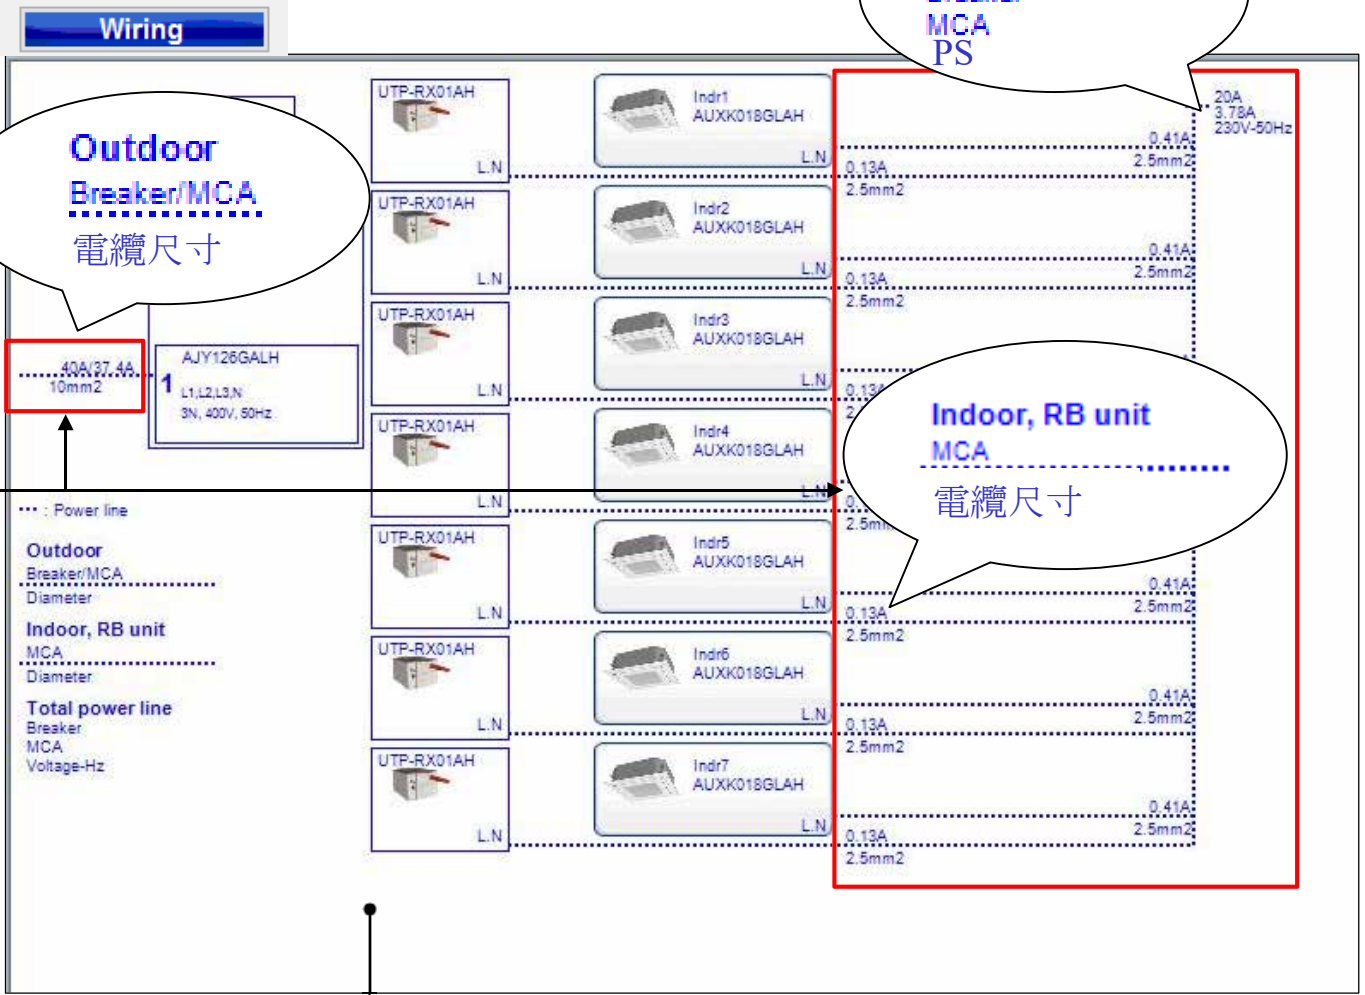 Wiring
MCA
PS
Outdoor
Breaker/MCA
電纜尺寸
40A/37.4A
10mm2
1
AJY126GALH
L1,L2,L3,N
3N, 400V, 50Hz
: Power line
Outdoor
Breaker/MCA
Diameter
Indoor, RB unit
MCA
Diameter
Total power line
Breaker
MCA
Voltage-Hz
UTP-RX01AH
L.N
Indr1
AUXK018GLAH
L.N
0.13A
2.5mm2
0.41A
2.5mm2
20A
3.78A
230V-50Hz
UTP-RX01AH
L.N
Indr2
AUXK018GLAH
L.N
0.13A
2.5mm2
0.41A
2.5mm2
UTP-RX01AH
L.N
Indr3
AUXK018GLAH
L.N
0.13A
UTP-RX01AH
L.N
Indr4
AUXK018GLAH
L.N
2.5mm
Indoor, RB unit
MCA
電纜尺寸
UTP-RX01AH
L.N
Indr5
AUXK018GLAH
L.N
0.13A
2.5mm2
0.41A
2.5mm2
UTP-RX01AH
L.N
Indr6
AUXK018GLAH
L.N
0.13A
2.5mm2
0.41A
2.5mm2
UTP-RX01AH
L.N
Indr7
AUXK018GLAH
L.N
0.13A
2.5mm2
0.41A
2.5mm2